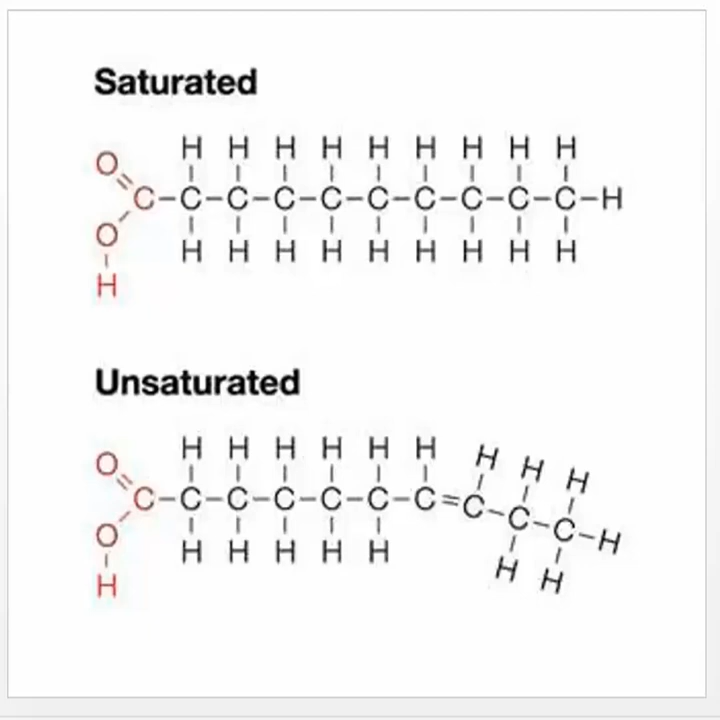 Saturated
H H H H H H H H H
O
C-C-C-C-C-C-C-C-C-C-H
O
H H H H H H H H H
H
Unsaturated
H H H H H H H H H
O
C-C-C-C-C-C-C=C-C-C-H
O
H H H H H H H
H